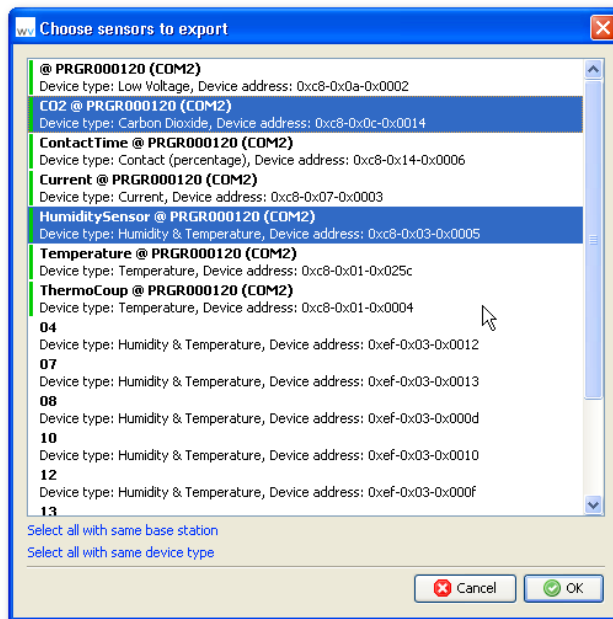 wv Choose sensors to export
@ PRGR000120 (COM2)
Device type: Low Voltage, Device address: 0xc8-0x0a-0x0002
CO2 @ PRGR000120 (COM2)
Device type: Carbon Dioxide, Device address: 0xc8-0x0c-0x0014
ContactTime @ PRGR000120 (COM2)
Device type: Contact (percentage), Device address: 0xc8-0x14-0x0006
Current @ PRGR000120 (COM2)
Device type: Current, Device address: 0xc8-0x07-0x0003
HumiditySensor @ PRGR000120 (COM2)
Device type: Humidity & Temperature, Device address: 0xc8-0x03-0x0005
Temperature @ PRGR000120 (COM2)
Device type: Temperature, Device address: 0xc8-0x01-0x025c
ThermoCoup @ PRGR000120 (COM2)
Device type: Temperature, Device address: 0xc8-0x01-0x0004
04
Device type: Humidity & Temperature, Device address: 0xef-0x03-0x0012
07
Device type: Humidity & Temperature, Device address: 0xef-0x03-0x0013
08
Device type: Humidity & Temperature, Device address: 0xef-0x03-0x000d
10
Device type: Humidity & Temperature, Device address: 0xef-0x03-0x0010
12
Device type: Humidity & Temperature, Device address: 0xef-0x03-0x000f
13
Select all with same base station
Select all with same device type
Cancel OK